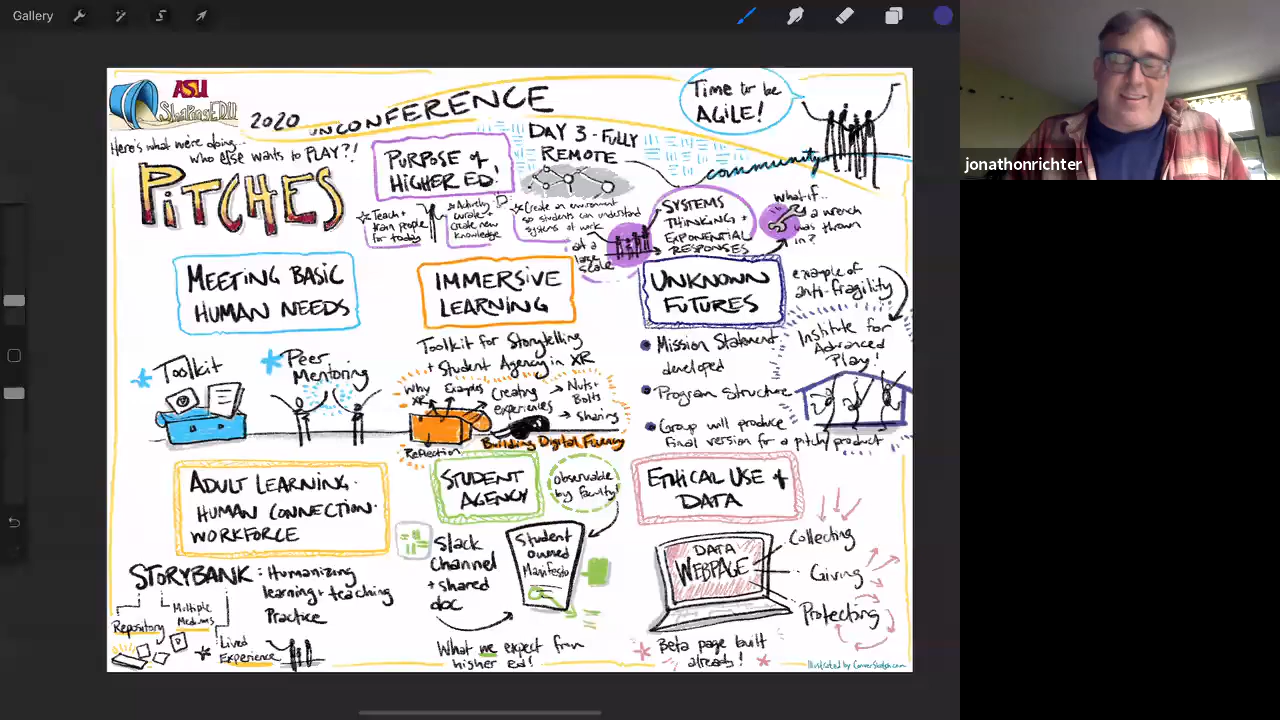 Gallery
ASU
ShapingEDU
2020 UNCONFERENCE
Time to be
AGILE!
Here's what we're doing...
who else wants to PLAY?!
PITCHES
DAY 3 - FULLY
REMOTE
community
PURPOSE of
HIGHER ED!
Teach +
train people
for today
Actively
curate +
create new
knowledge
Create an environment
so students can understand
systems at work
at a
large
scale
SYSTEMS
THINKING +
EXPONENTIAL
RESPONSES
what if...
a wrench
was thrown
in?
MEETING BASIC
HUMAN NEEDS
Toolkit
Peer
Mentoring
IMMERSIVE
LEARNING
Toolkit for Storytelling
+ Student Agency in XR
Why
XR
Examples
Creating
experiences
Nuts +
Bolts
Sharing
Building Digital Fluency
Reflection
UNKNOWN
FUTURES
Mission Statement
developed
Program Structure
Group will produce
Final version for a pitch/product
example of
anti-fragility
Institute for
Advanced
Play!
ADULT LEARNING·
HUMAN CONNECTION·
WORKFORCE
STORYBANK: Humanizing
learning + teaching
Practice
Repository
Multiple
Mediums
Lived
Experience
STUDENT
AGENCY
observable
by faculty!
Slack
Channel
+ shared
doc
Student
Owned
Manifesto
What we expect from
higher ed!
ETHICAL USE of
DATA
DATA
WEBPAGE
Collecting
Giving
Protecting
Beta page built
already!
Illustrated by ConverSketch.com
jonathonrichter